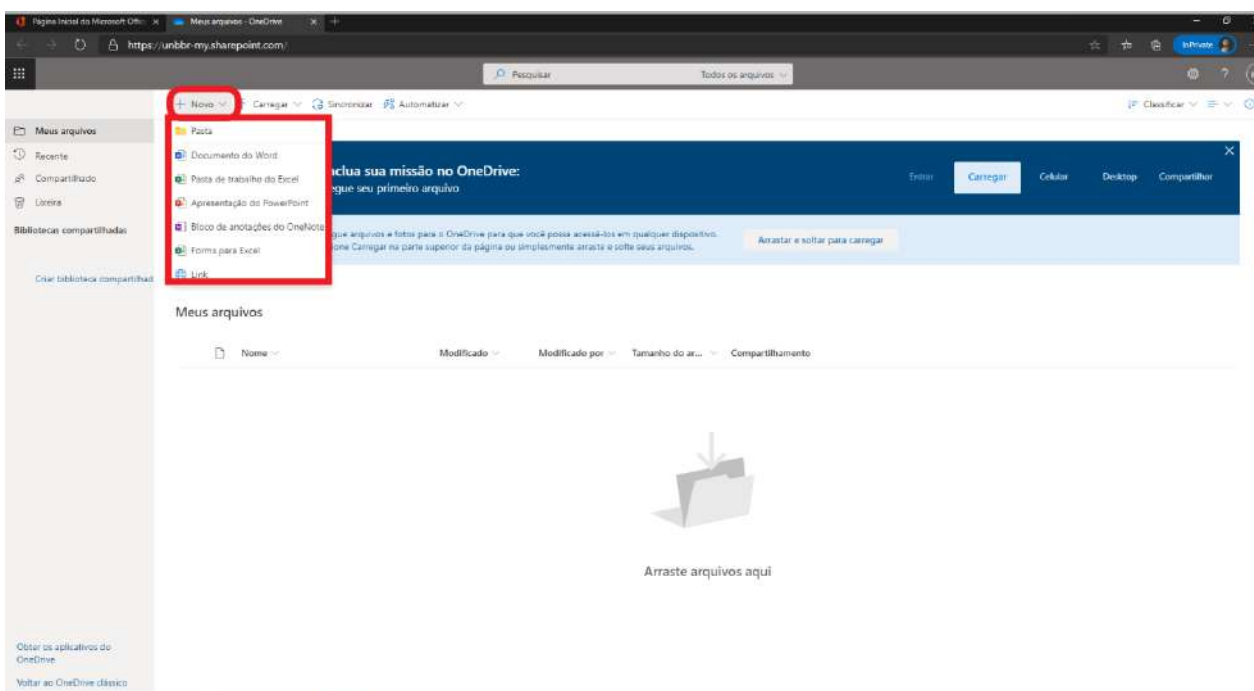 Página Inicial do Microsoft Offic
Meus arquivos - OneDrive
https://unbbr-my.sharepoint.com/
InPrivate
Pesquisar
Todos os arquivos
Novo
Carregar
Sincronizar
Automatizar
Classificar
Meus arquivos
Recente
Compartilhado
Lixeira
Bibliotecas compartilhadas
Criar biblioteca compartilhad
Pasta
Documento do Word
Pasta de trabalho do Excel
Apresentação do PowerPoint
Bloco de anotações do OneNote
Forms para Excel
Link
nclua sua missão no OneDrive:
egue seu primeiro arquivo
Entrar
Carregar
Celular
Desktop
Compartilhar
gue arquivos e fotos para o OneDrive para que você possa acessá-los em qualquer dispositivo.
ione Carregar na parte superior da página ou simplesmente arraste e solte seus arquivos.
Arrastar e soltar para carregar
Meus arquivos
Nome
Modificado
Modificado por
Tamanho do ar...
Compartilhamento
Arraste arquivos aqui
Obter os aplicativos do
OneDrive
Voltar ao OneDrive clássico